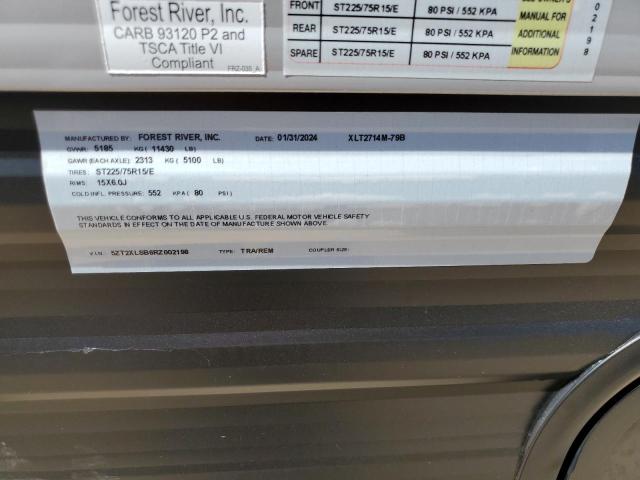 Forest River, Inc.
CARB 93120 P2 and
TSCA Title VI
Compliant
FRZ-035_A
FRONT ST225/75R15/E 80 PSI / 552 KPA
REAR ST225/75R15/E 80 PSI / 552 KPA
SPARE ST225/75R15/E 80 PSI / 552 KPA
MANUAL FOR
ADDITIONAL
INFORMATION
02198
MANUFACTURED BY: FOREST RIVER, INC. DATE: 01/31/2024 XLT2714M-79B
GVWR: 5185 KG ( 11430 LB)
GAWR (EACH AXLE): 2313 KG ( 5100 LB)
TIRES: ST225/75R15/E
RIMS: 15X6.0J
COLD INFL. PRESSURE: 552 KPA ( 80 PSI)
THIS VEHICLE CONFORMS TO ALL APPLICABLE U.S. FEDERAL MOTOR VEHICLE SAFETY
STANDARDS IN EFFECT ON THE DATE OF MANUFACTURE SHOWN ABOVE.
V.I.N.: 5ZT2XLSB6RZ002198 TYPE: TRA/REM COUPLER SIZE: